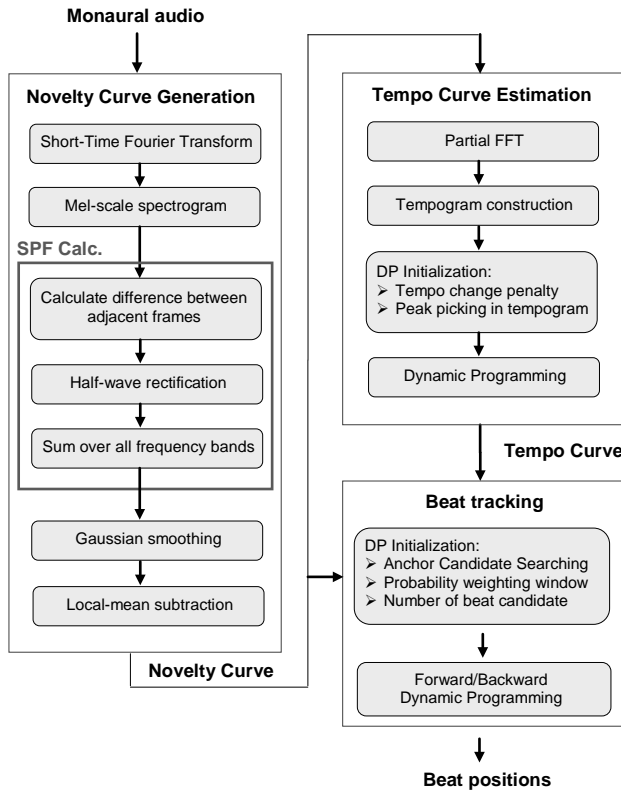 Monaural audio
Novelty Curve Generation
Short-Time Fourier Transform
Mel-scale spectrogram
SPF Calc.
Calculate difference between
adjacent frames
Half-wave rectification
Sum over all frequency bands
Gaussian smoothing
Local-mean subtraction
Novelty Curve
Tempo Curve Estimation
Partial FFT
Tempogram construction
DP Initialization:
➢ Tempo change penalty
➢ Peak picking in tempogram
Dynamic Programming
Tempo Curve
Beat tracking
DP Initialization:
➢ Anchor Candidate Searching
➢ Probability weighting window
➢ Number of beat candidate
Forward/Backward
Dynamic Programming
Beat positions